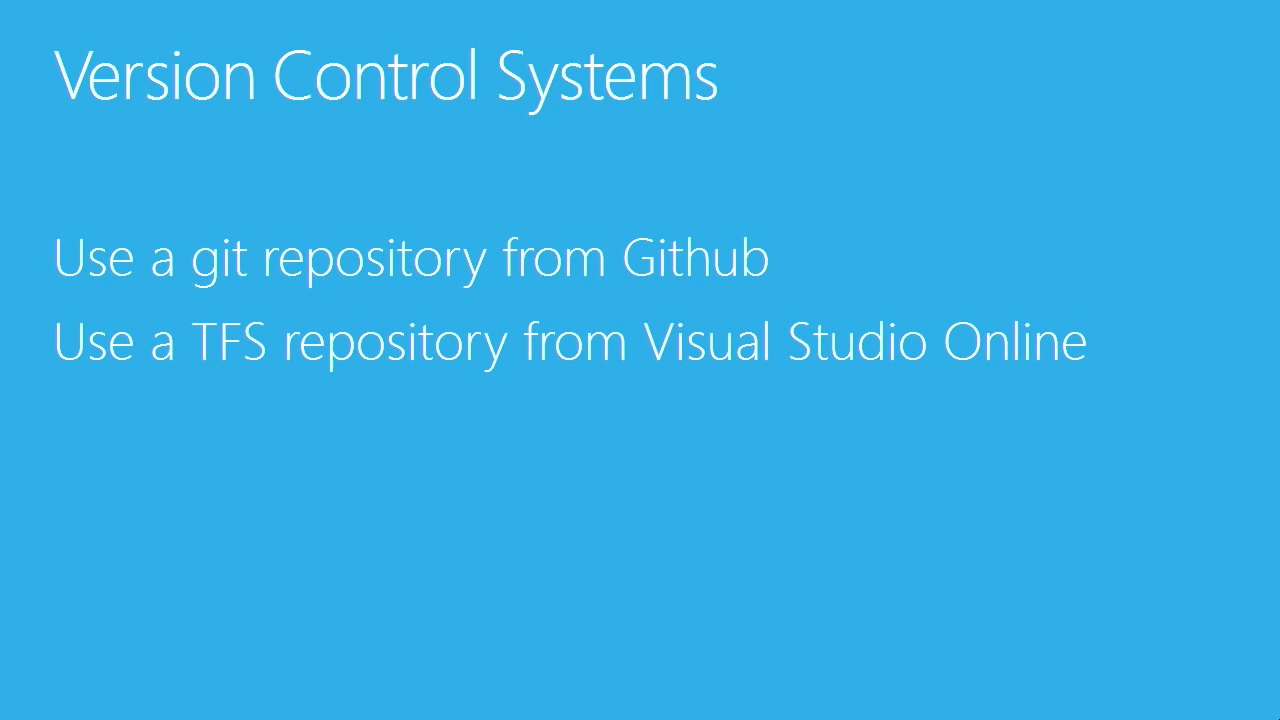 Version Control Systems
Use a git repository from Github
Use a TFS repository from Visual Studio Online